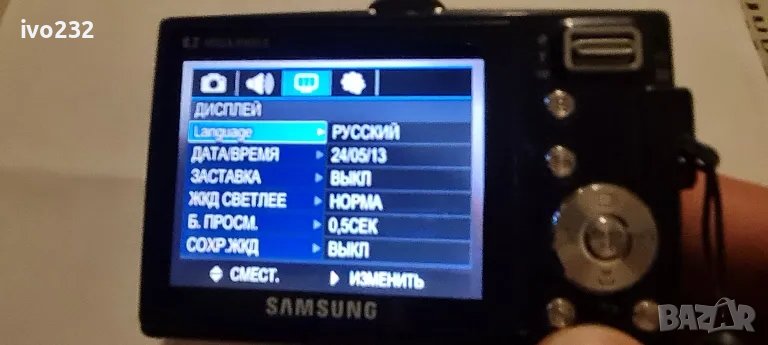 ivo232
ДИСПЛЕЙ
Language РУССКИЙ
ДАТА/ВРЕМЯ 24/05/13
ЗАСТАВКА ВЫКЛ
ЖКД СВЕТЛЕЕ НОРМА
Б. ПРОСМ. 0,5СЕК
СОХР.ЖКД ВЫКЛ
СМЕСТ. ИЗМЕНИТЬ
SAMSUNG
BAZAR